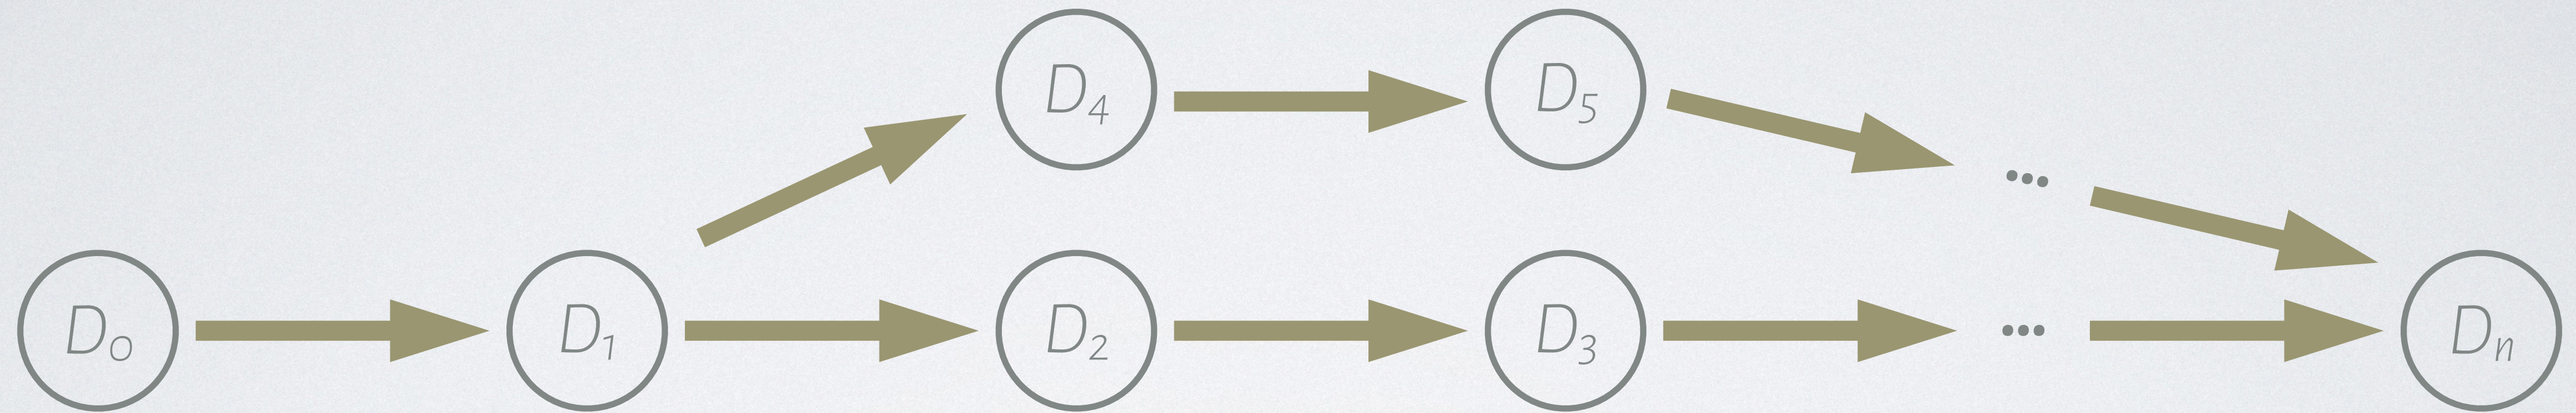 D₄ D₅
...
D₀ D₁ D₂ D₃ ... Dₙ